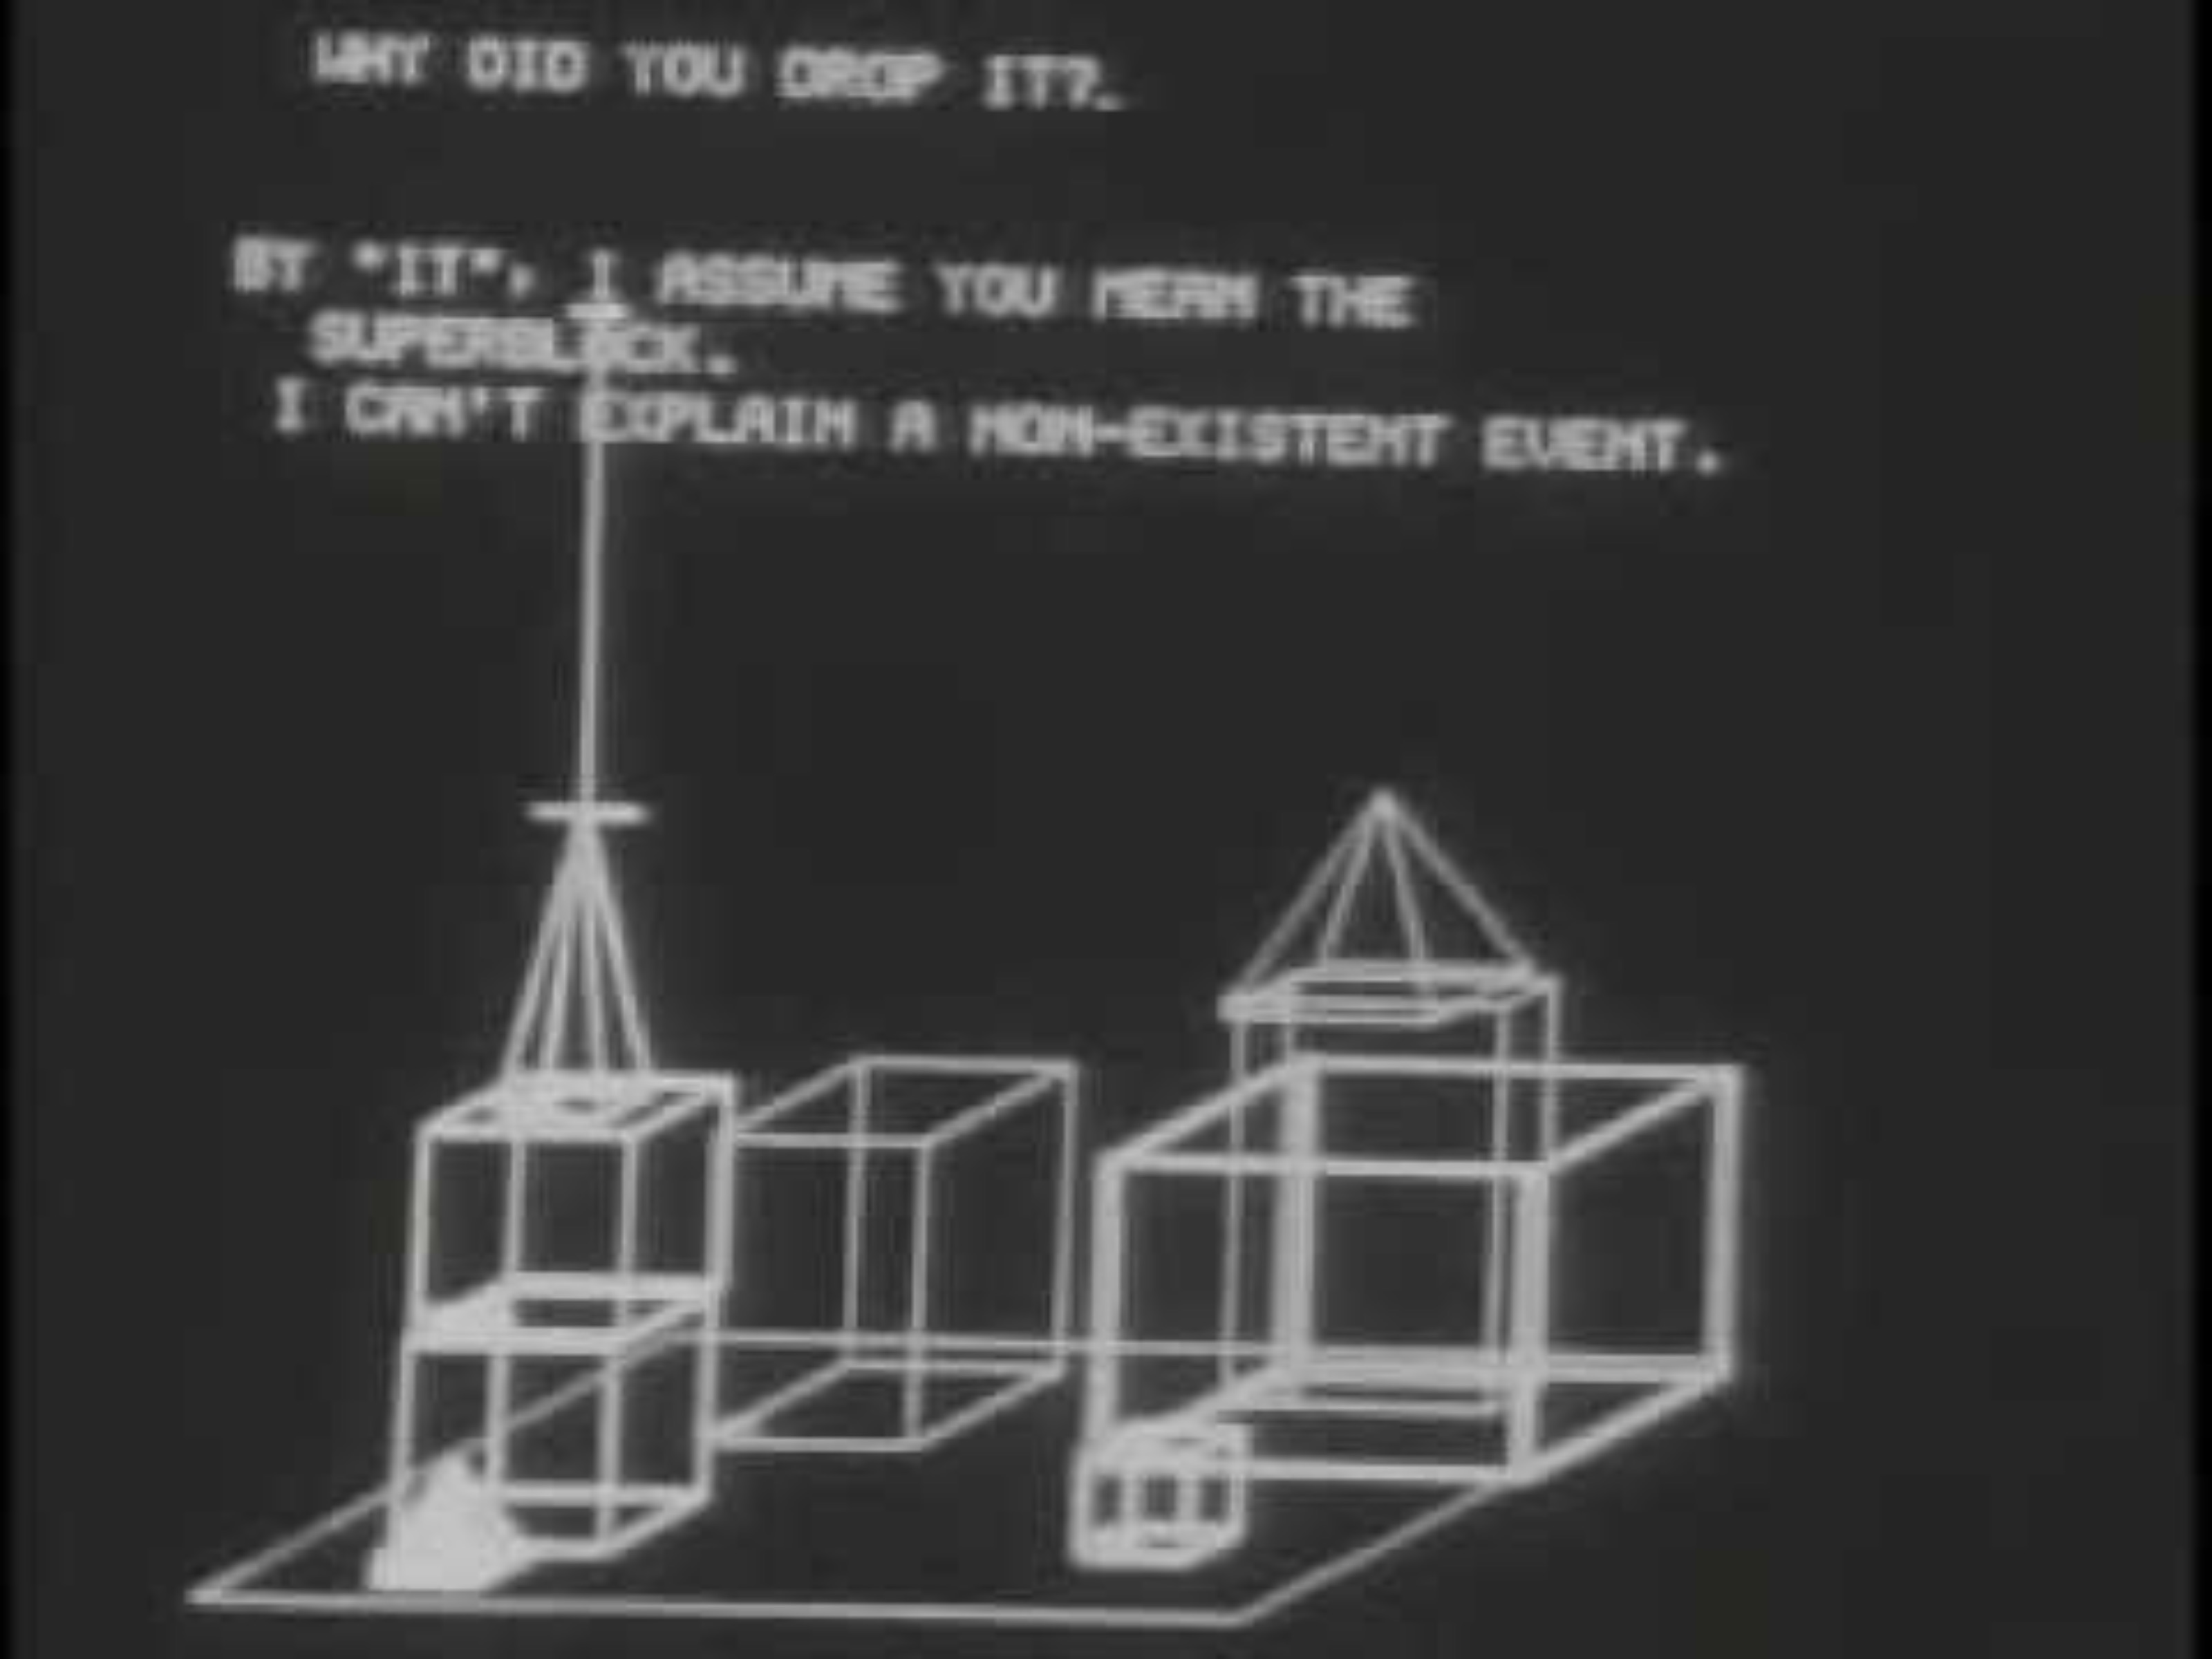 WHY DID YOU DROP IT?_
BY "IT", I ASSUME YOU MEAN THE
SUPERBLOCK.
I CAN'T EXPLAIN A NON-EXISTENT EVENT.